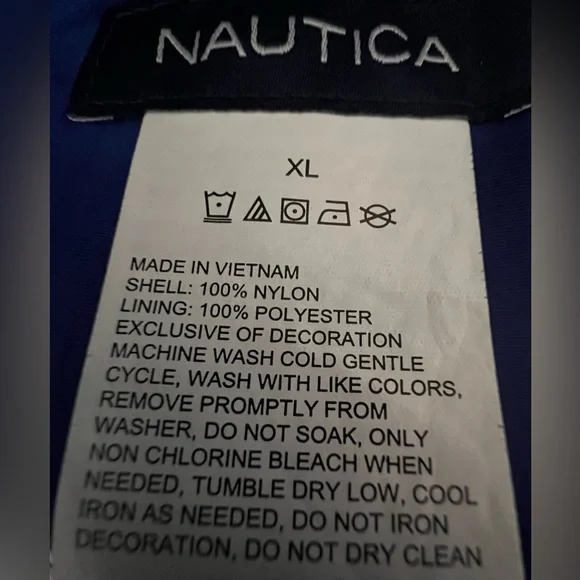 NAUTICA
XL
MADE IN VIETNAM
SHELL: 100% NYLON
LINING: 100% POLYESTER
EXCLUSIVE OF DECORATION
MACHINE WASH COLD GENTLE
CYCLE, WASH WITH LIKE COLORS,
REMOVE PROMPTLY FROM
WASHER, DO NOT SOAK, ONLY
NON CHLORINE BLEACH WHEN
NEEDED, TUMBLE DRY LOW, COOL
IRON AS NEEDED, DO NOT IRON
DECORATION, DO NOT DRY CLEAN